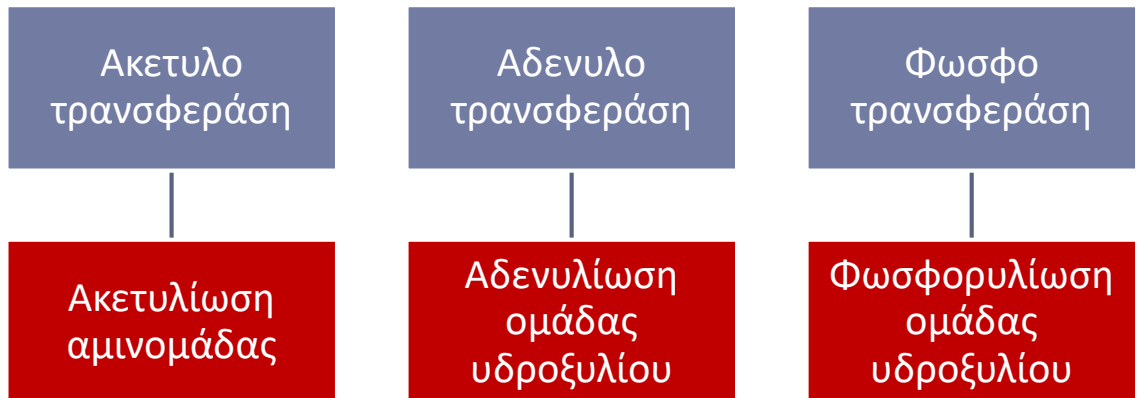 Ακετυλο
τρανσφεράση
Αδενυλο
τρανσφεράση
Φωσφο
τρανσφεράση
Ακετυλίωση
αμινομάδας
Αδενυλίωση
ομάδας
υδροξυλίου
Φωσφορυλίωση
ομάδας
υδροξυλίου